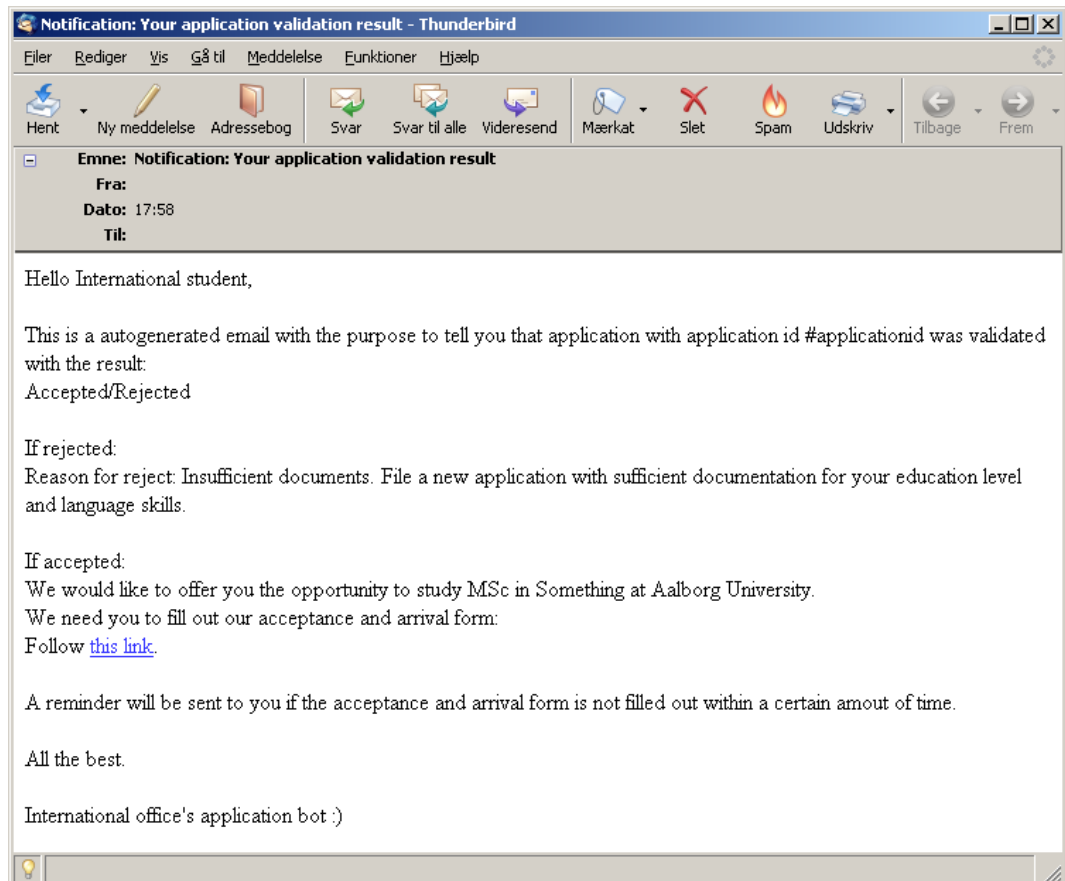 Notification: Your application validation result - Thunderbird
Filer Rediger Vis Gå til Meddelelse Funktioner Hjælp
Hent Ny meddelelse Adressebog Svar Svar til alle Videresend Mærkat Slet Spam Udskriv Tilbage Frem
Emne: Notification: Your application validation result
Fra:
Dato: 17:58
Til:
Hello International student,
This is a autogenerated email with the purpose to tell you that application with application id #applicationid was validated
with the result:
Accepted/Rejected
If rejected:
Reason for reject: Insufficient documents. File a new application with sufficient documentation for your education level
and language skills.
If accepted:
We would like to offer you the opportunity to study MSc in Something at Aalborg University.
We need you to fill out our acceptance and arrival form:
Follow this link.
A reminder will be sent to you if the acceptance and arrival form is not filled out within a certain amout of time.
All the best.
International office's application bot :)